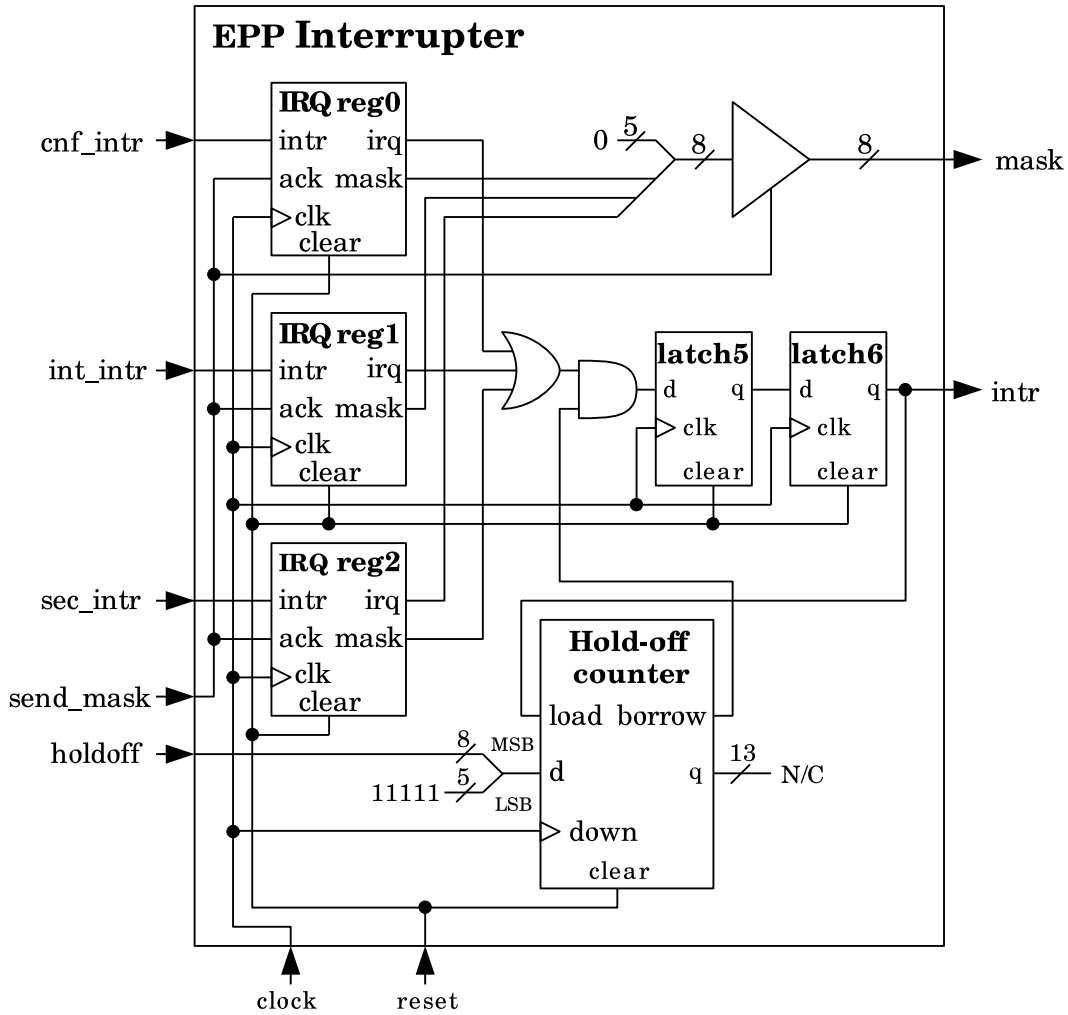 EPP Interrupter
IRQ reg0
cnf_intr
intr irq
0 5
8
8
mask
ack mask
clk
clear
IRQ reg1
int_intr
intr irq
ack mask
clk
clear
latch5
latch6
d q
d q
intr
clk
clk
clear
clear
IRQ reg2
sec_intr
intr irq
ack mask
clk
clear
send_mask
Hold-off
counter
load borrow
holdoff
8 MSB
d q
13
N/C
11111 5
LSB
down
clear
clock
reset